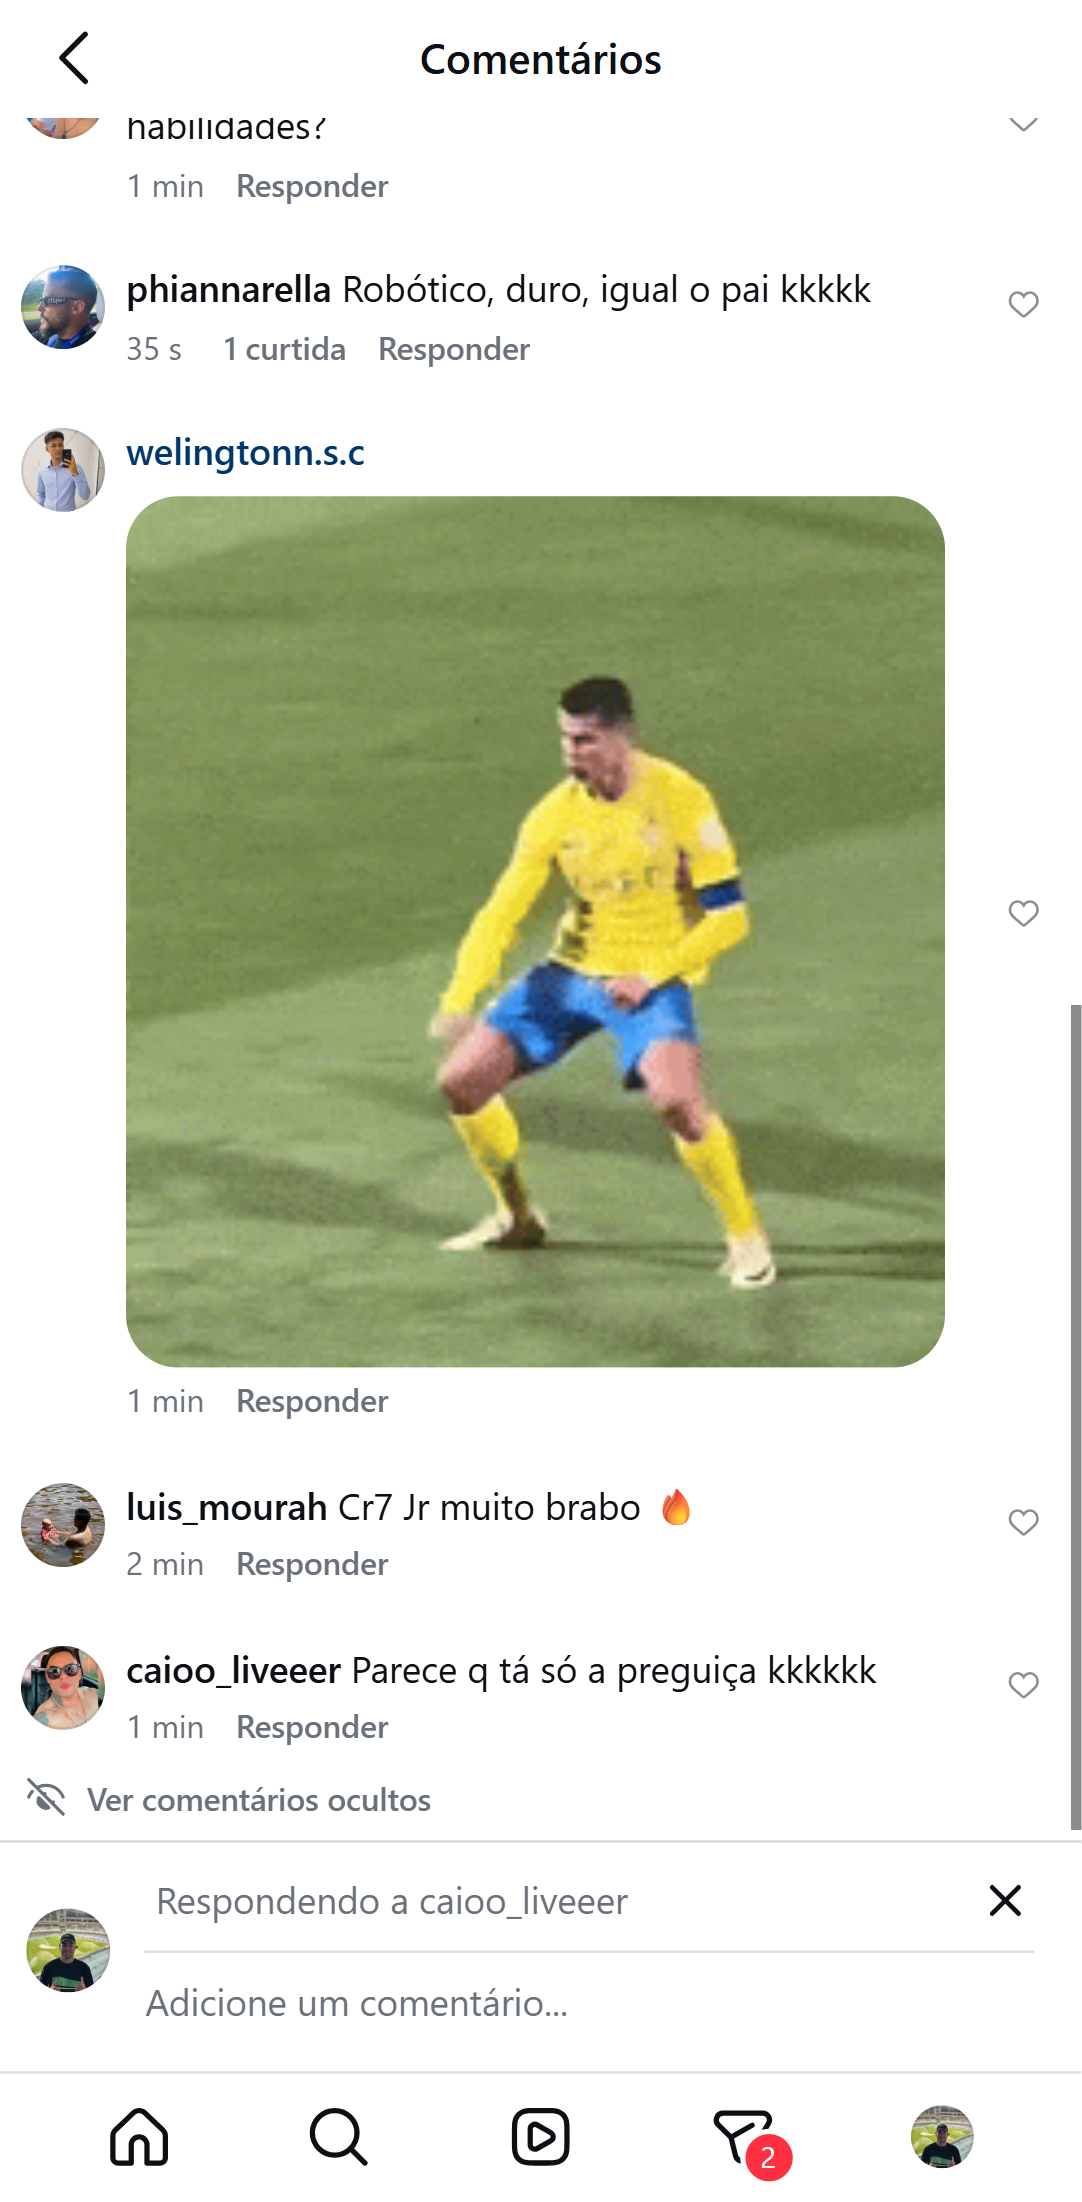 Comentários
habilidades?
1 min Responder
phiannarella Robótico, duro, igual o pai kkkkk
35 s 1 curtida Responder
welingtonn.s.c
1 min Responder
luis_mourah Cr7 Jr muito brabo 🔥
2 min Responder
caioo_liveeer Parece q tá só a preguiça kkkkkk
1 min Responder
Ver comentários ocultos
Respondendo a caioo_liveeer
Adicione um comentário...
2